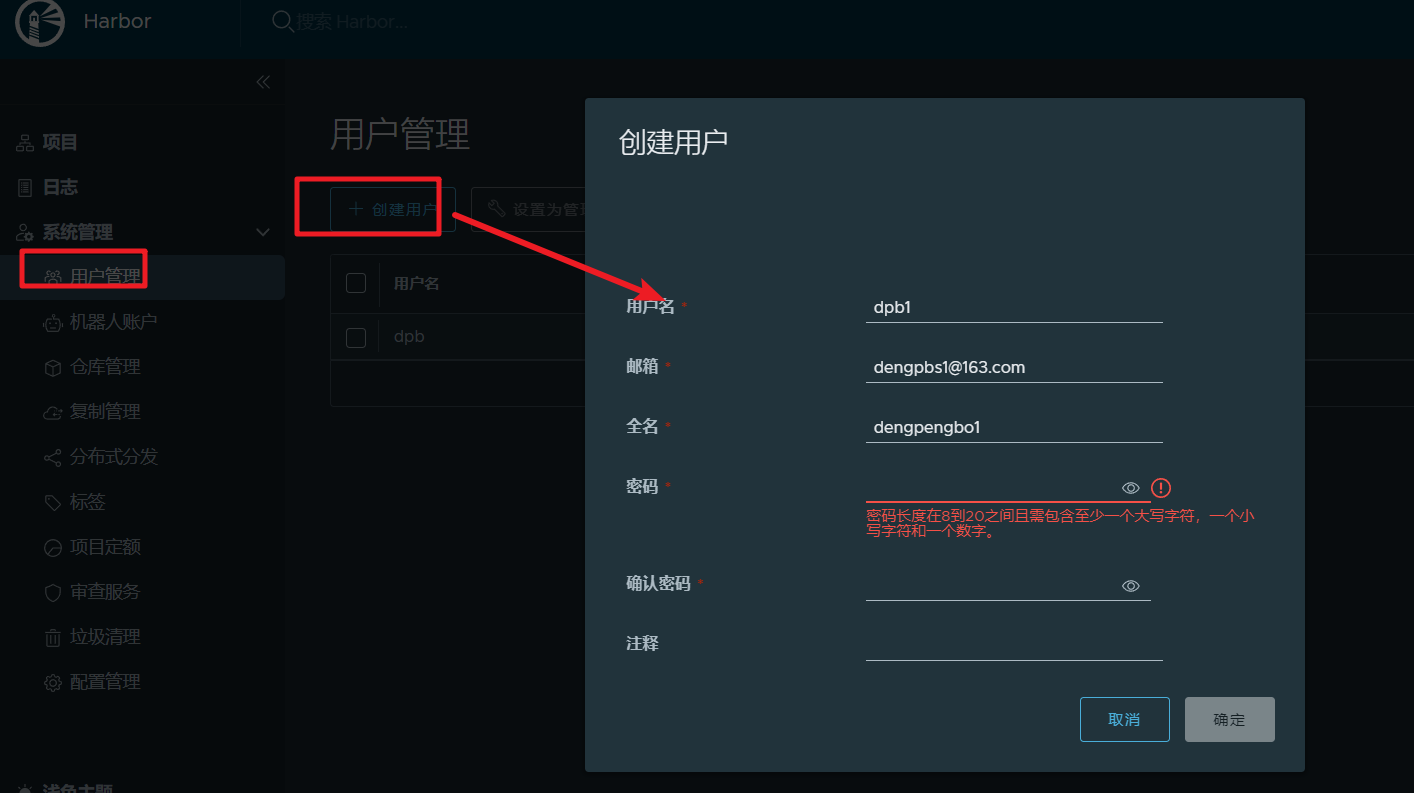 Harbor
搜索 Harbor...
项目
日志
系统管理
用户管理
机器人账户
仓库管理
复制管理
分布式分发
标签
项目定额
审查服务
垃圾清理
配置管理
浅色主题
用户管理
创建用户
设置为管
用户名
dpb
创建用户
用户名 *
dpb1
邮箱 *
dengpbs1@163.com
全名 *
dengpengbo1
密码 *
密码长度在8到20之间且需包含至少一个大写字符，一个小
写字符和一个数字。
确认密码 *
注释
取消
确定